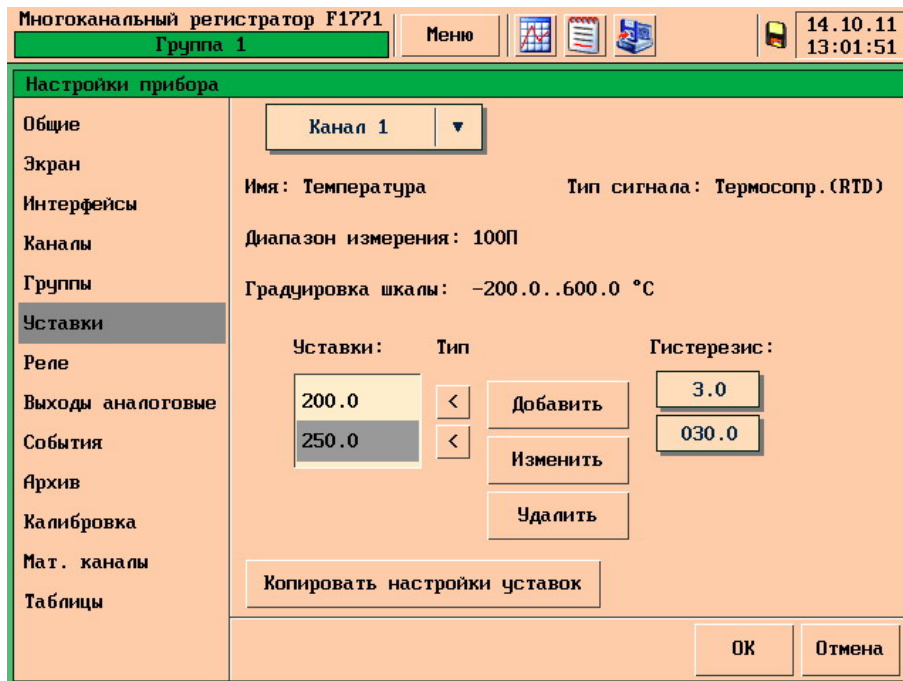 Многоканальный регистратор F1771
Группа 1
Меню
14.10.11
13:01:51
Настройки прибора
Общие
Экран
Интерфейсы
Каналы
Группы
Уставки
Реле
Выходы аналоговые
События
Архив
Калибровка
Мат. каналы
Таблицы
Канал 1
Имя: Температура Тип сигнала: Термосопр.(RTD)
Диапазон измерения: 100П
Градуировка шкалы: -200.0..600.0 °C
Уставки: Тип Гистерезис:
200.0 < Добавить 3.0
250.0 < 030.0
Изменить
Удалить
Копировать настройки уставок
ОК Отмена